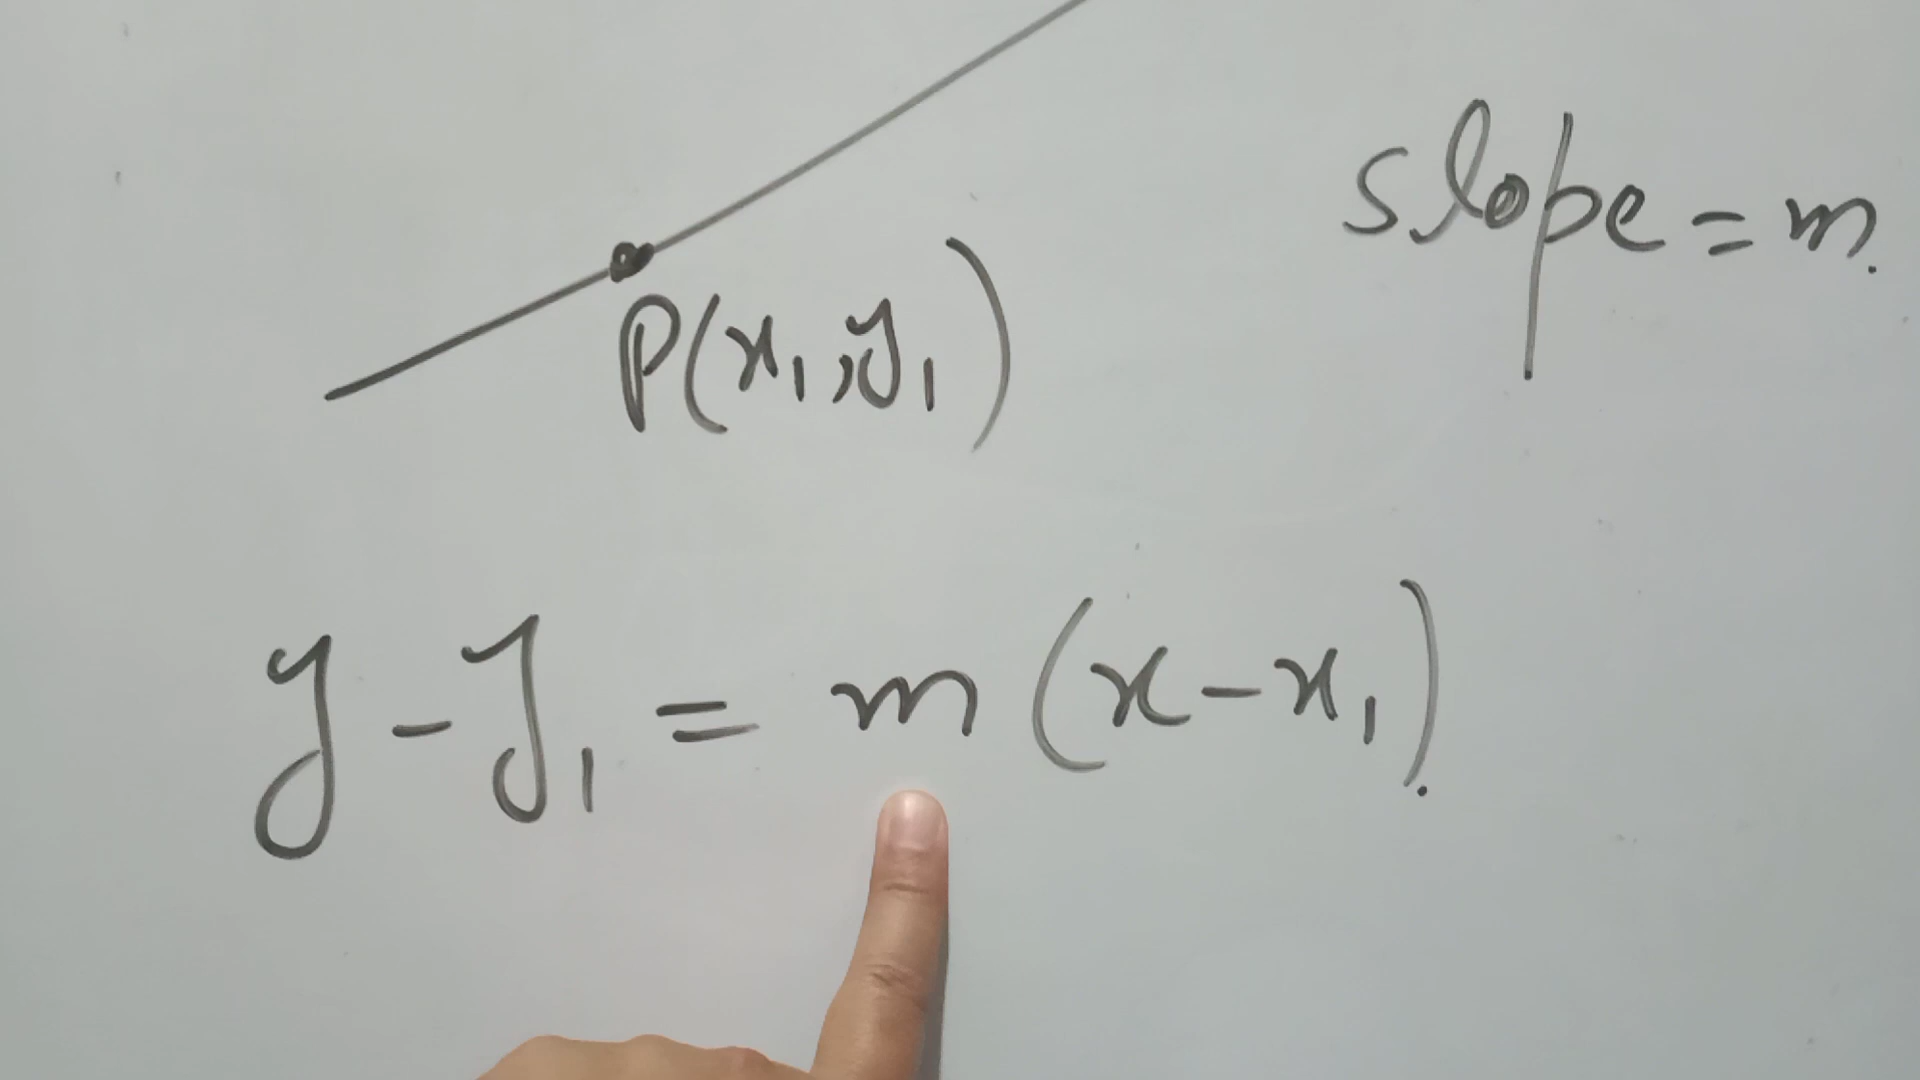 slope = m.
P(x₁, y₁)
y - y₁ = m (x - x₁).